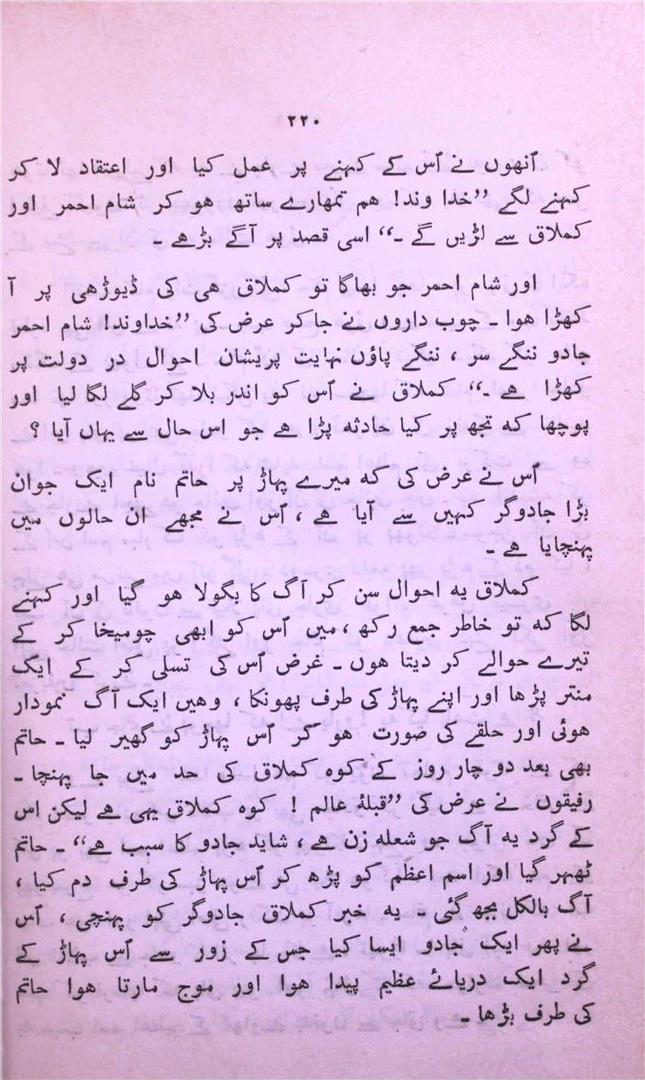 ۲۲۰
اُنھوں نے اُس کے کہنے پر عمل کیا اور اعتقاد لا کر
کہنے لگے ”خدا وند! ہم تمھارے ساتھ ہو کر شام احمر اور
کملاق سے لڑیں گے ۔“ اسی قصد پر آگے بڑھے ۔
اور شام احمر جو بھاگا تو کملاق ہی کی ڈیوڑھی پر آ
کھڑا ہوا ۔ چوب داروں نے جاکر عرض کی ”خداوند! شام احمر
جادو ننگے سر ، ننگے پاؤں نہایت پریشان احوال در دولت پر
کھڑا ہے ۔“ کملاق نے اُس کو اندر بلا کر گلے لگا لیا اور
پوچھا کہ تجھ پر کیا حادثہ پڑا ہے جو اس حال سے یہاں آیا ؟
اُس نے عرض کی کہ میرے پہاڑ پر حاتم نام ایک جوان
بڑا جادوگر کہیں سے آیا ہے ، اُس نے مجھے ان حالوں میں
پہنچایا ہے ۔
کملاق یہ احوال سن کر آگ کا بگولا ہو گیا اور کہنے
لگا کہ تو خاطر جمع رکھ ، میں اُس کو ابھی چومیخا کر کے
تیرے حوالے کر دیتا ہوں ۔ غرض اُس کی تسلی کر کے ایک
منتر پڑھا اور اپنے پہاڑ کی طرف پھونکا ، وھیں ایک آگ نمودار
ہوئی اور حلقے کی صورت ہو کر اُس پہاڑ کو گھیر لیا ۔ حاتم
بھی بعد دو چار روز کے کوہ کملاق کی حد میں جا پہنچا ۔
رفیقوں نے عرض کی ”قبلۂ عالم ! کوہ کملاق یہی ہے لیکن اس
کے گرد یہ آگ جو شعلہ زن ہے ، شاید جادو کا سبب ہے“ ۔ حاتم
ٹھہر گیا اور اسم اعظم کو پڑھ کر اُس پہاڑ کی طرف دم کیا ،
آگ بالکل بجھ گئی ۔ یہ خبر کملاق جادوگر کو پہنچی ، اُس
نے پھر ایک جادو ایسا کیا جس کے زور سے اُس پہاڑ کے
گرد ایک دریائے عظیم پیدا ہوا اور موج مارتا ہوا حاتم
کی طرف بڑھا ۔